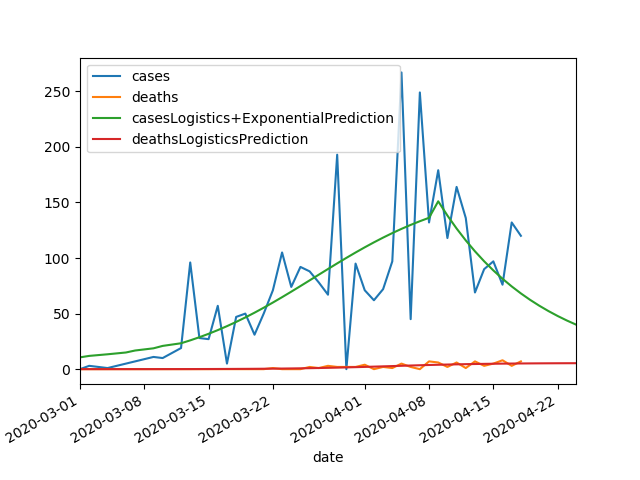 cases
deaths
casesLogistics+ExponentialPrediction
deathsLogisticsPrediction
250
200
150
100
50
0
2020-03-01
2020-03-08
2020-03-15
2020-03-22
2020-04-01
2020-04-08
2020-04-15
2020-04-22
date